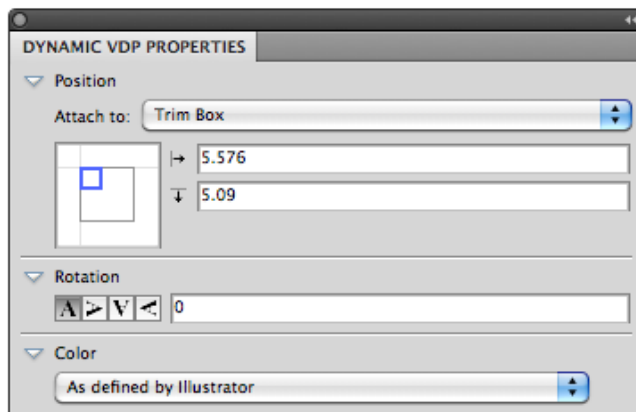 DYNAMIC VDP PROPERTIES
Position
Attach to: Trim Box
5.576
5.09
Rotation
A A A A 0
Color
As defined by Illustrator